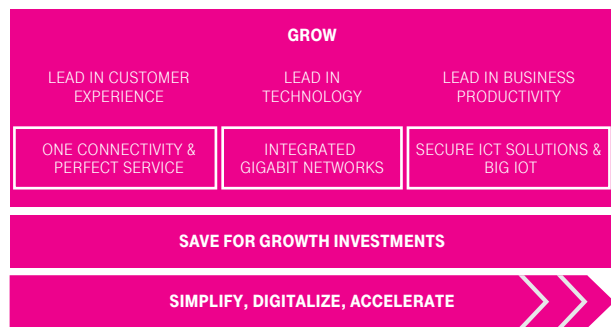 GROW
LEAD IN CUSTOMER
EXPERIENCE
LEAD IN
TECHNOLOGY
LEAD IN BUSINESS
PRODUCTIVITY
ONE CONNECTIVITY &
PERFECT SERVICE
INTEGRATED
GIGABIT NETWORKS
SECURE ICT SOLUTIONS &
BIG IOT
SAVE FOR GROWTH INVESTMENTS
SIMPLIFY, DIGITALIZE, ACCELERATE